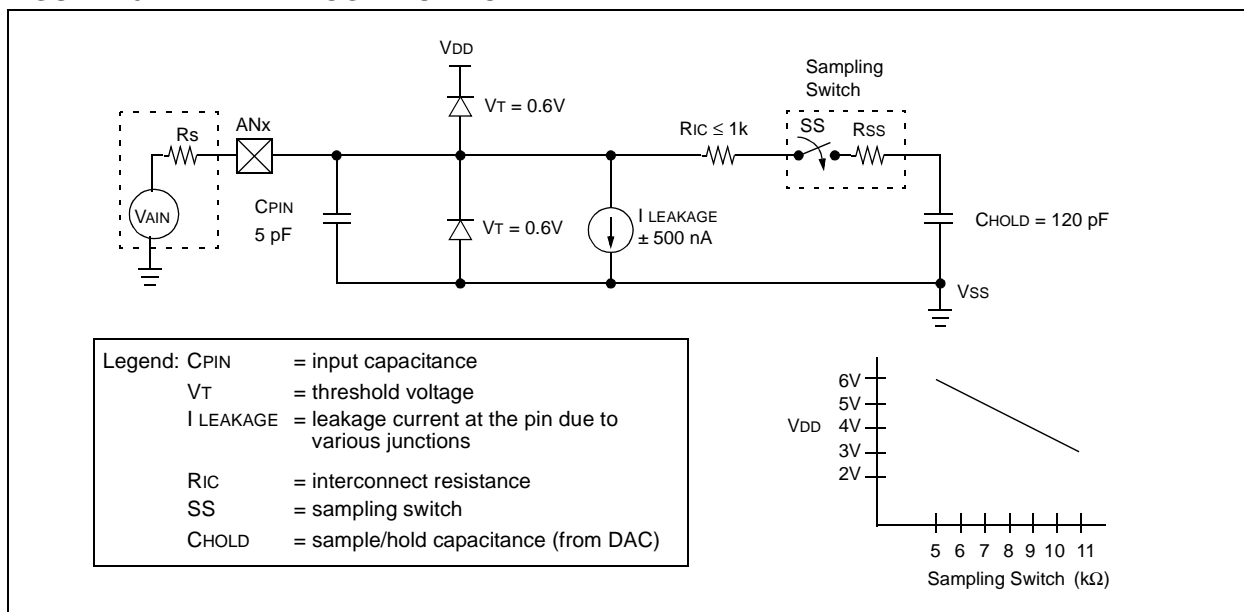 VDD
Sampling
Switch
VT = 0.6V
RS
ANx
RIC ≤ 1k
SS
RSS
VAIN
CPIN
5 pF
VT = 0.6V
I LEAKAGE
± 500 nA
CHOLD = 120 pF
VSS
Legend: CPIN = input capacitance
VT = threshold voltage
I LEAKAGE = leakage current at the pin due to
various junctions
RIC = interconnect resistance
SS = sampling switch
CHOLD = sample/hold capacitance (from DAC)
6V
5V
VDD 4V
3V
2V
5 6 7 8 9 10 11
Sampling Switch (kΩ)